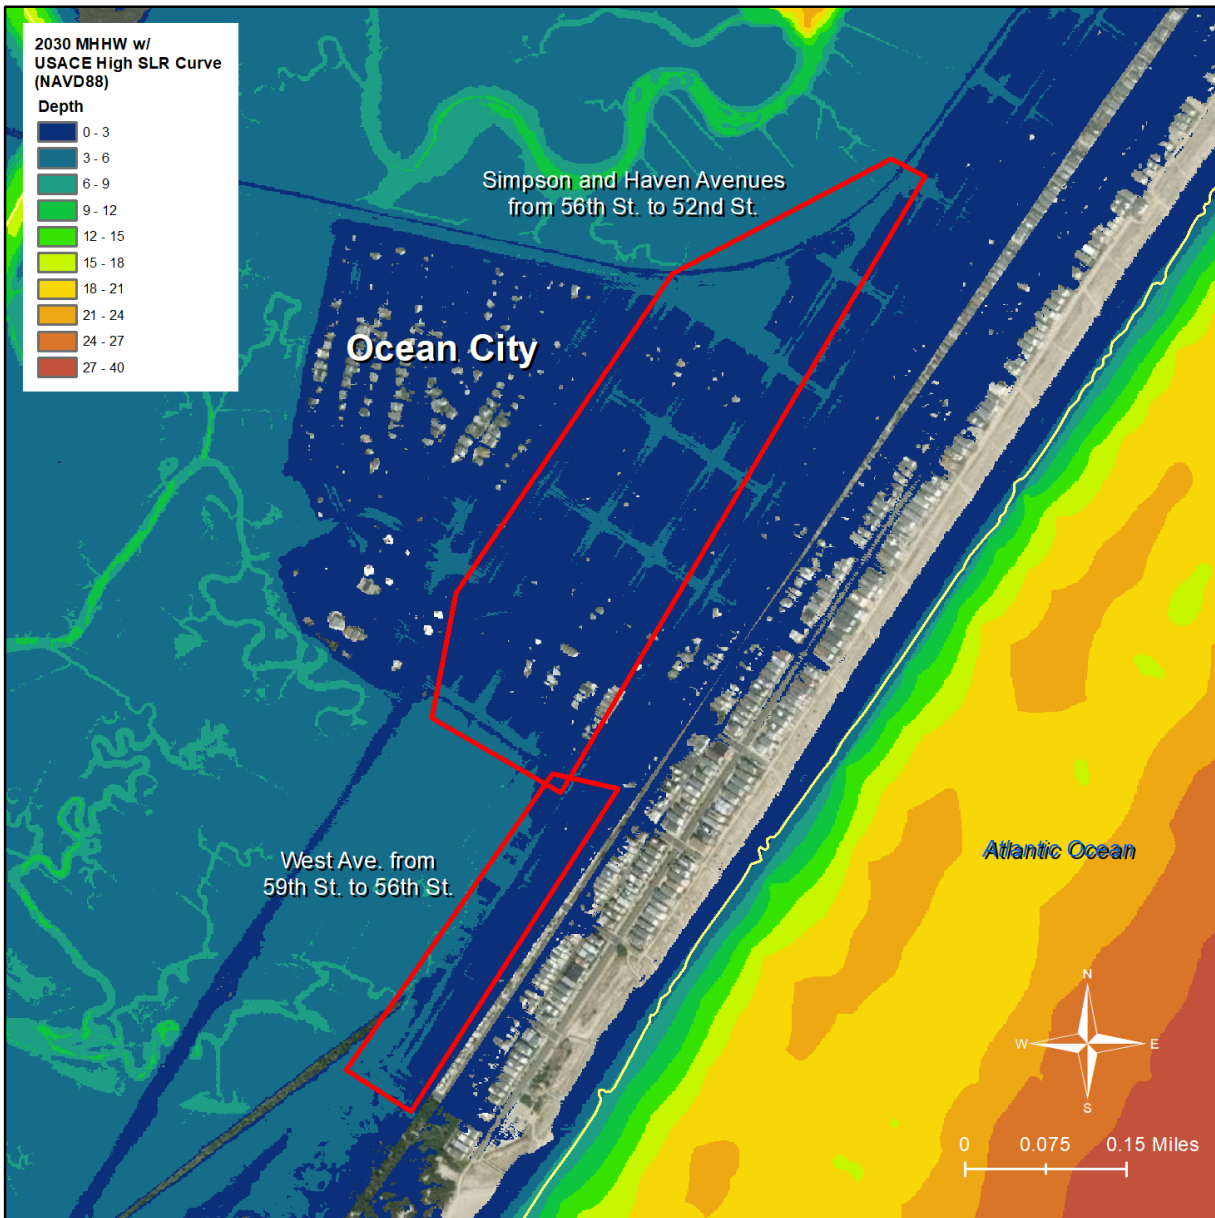 2030 MHHW w/
USACE High SLR Curve
(NAVD88)
Depth
0 - 3
3 - 6
6 - 9
9 - 12
12 - 15
15 - 18
18 - 21
21 - 24
24 - 27
27 - 40
Simpson and Haven Avenues
from 56th St. to 52nd St.
Ocean City
West Ave. from
59th St. to 56th St.
Atlantic Ocean
N
W E
S
0 0.075 0.15 Miles